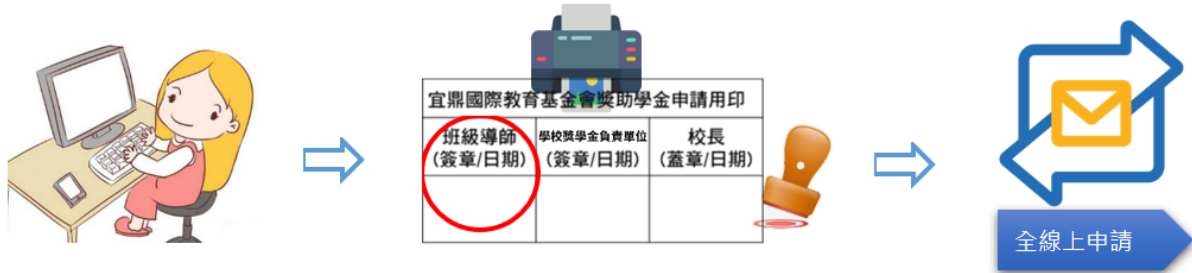 宜鼎國際教育基金會獎助學金申請用印
班級導師
(簽章/日期)
學校獎學金負責單位
(簽章/日期)
校長
(蓋章/日期)
全線上申請